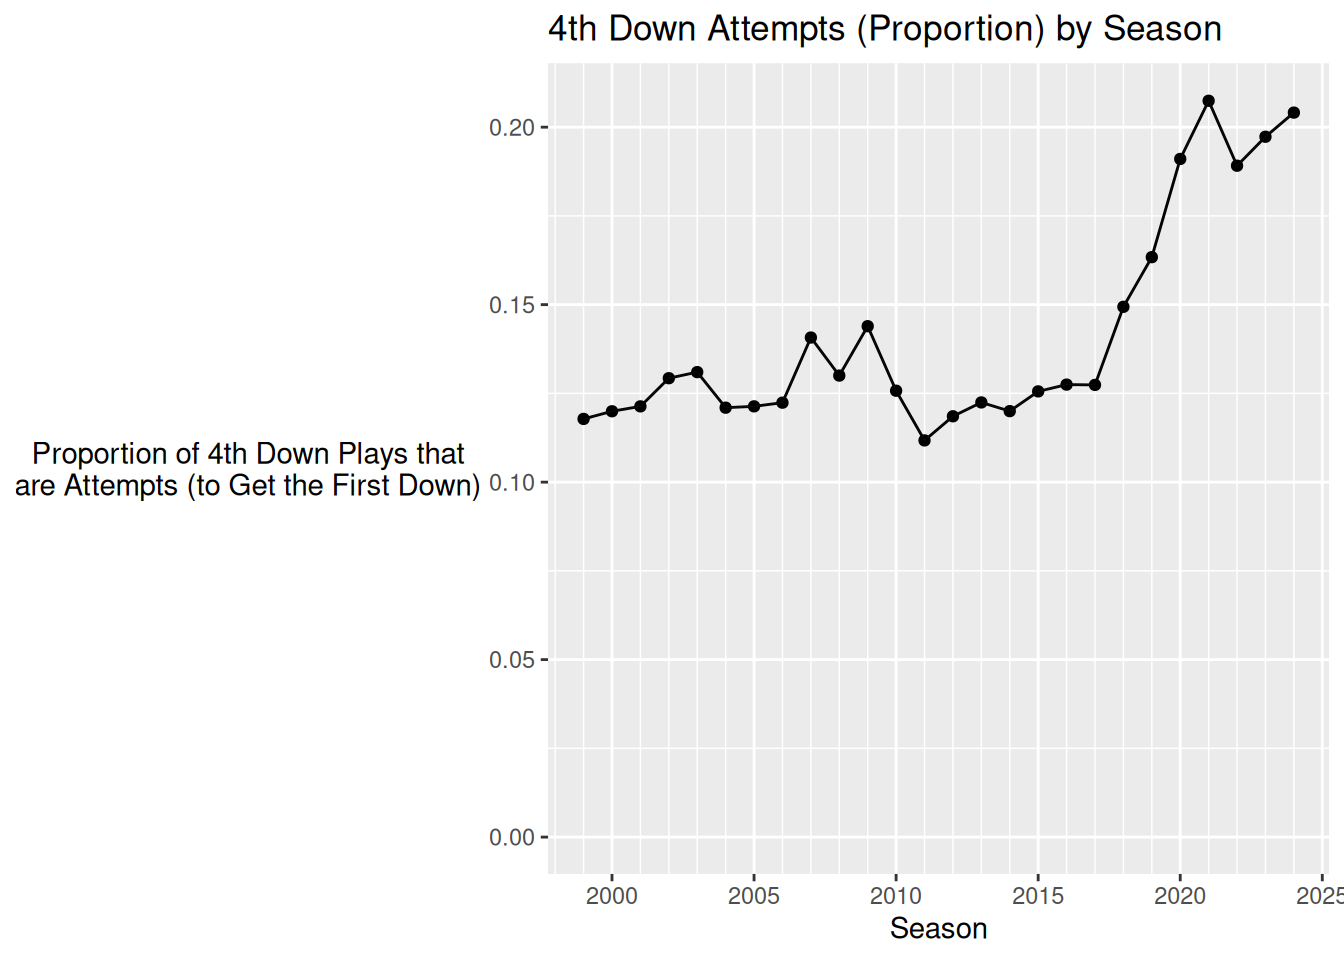 4th Down Attempts (Proportion) by Season
Proportion of 4th Down Plays that
are Attempts (to Get the First Down)
0.20
0.15
0.10
0.05
0.00
2000 2005 2010 2015 2020 2025
Season